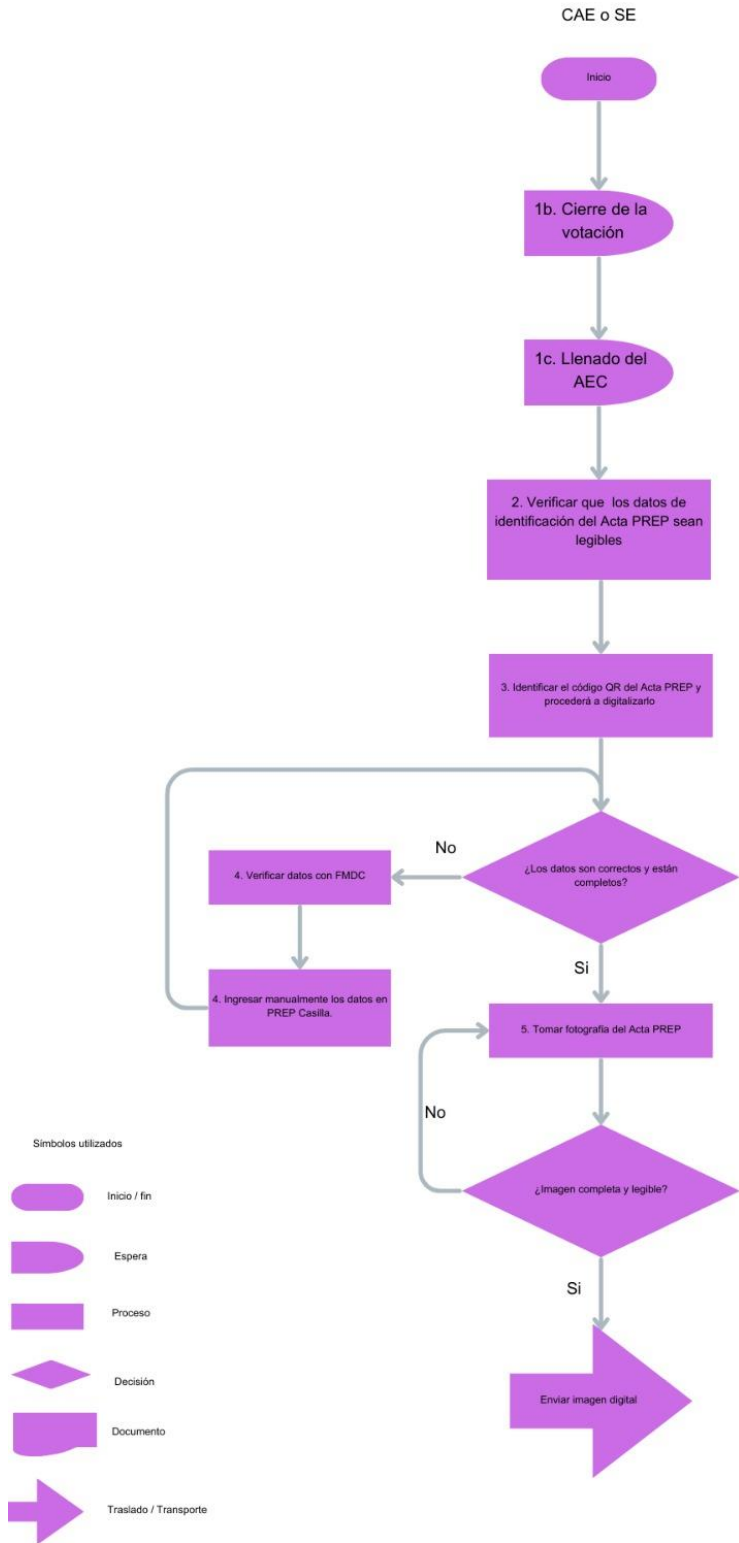 CAE o SE
Inicio
1b. Cierre de la
votación
1c. Llenado del
AEC
2. Verificar que los datos de
identificación del Acta PREP sean
legibles
3. Identificar el código QR del Acta PREP y
procederá a digitalizarlo
¿Los datos son correctos y están
completos?
No
4. Verificar datos con FMDC
4. Ingresar manualmente los datos en
PREP Casilla.
Si
5. Tomar fotografía del Acta PREP
No
¿Imagen completa y legible?
Si
Enviar imagen digital
Símbolos utilizados
Inicio / fin
Espera
Proceso
Decisión
Documento
Traslado / Transporte